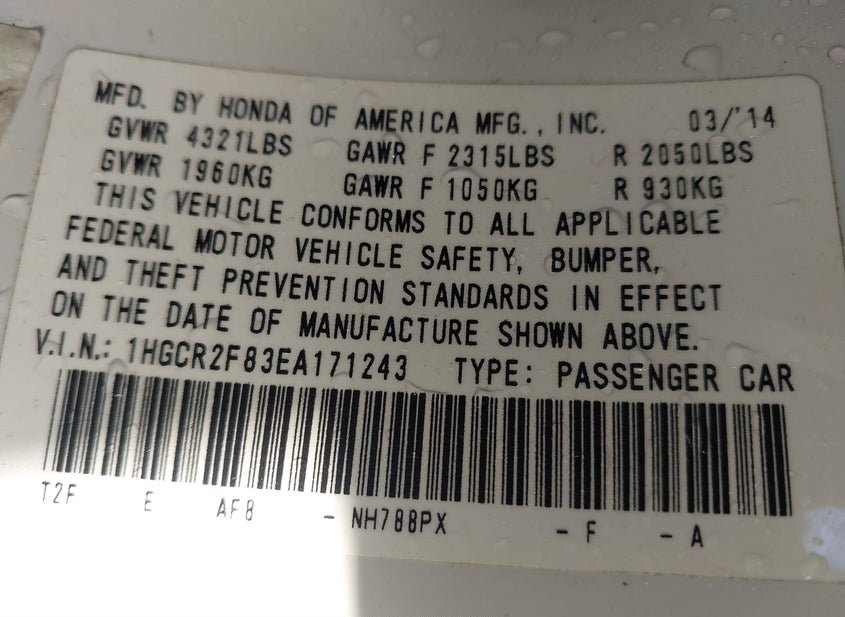 MFD. BY HONDA OF AMERICA MFG., INC. 03/'14
GVWR 4321LBS GAWR F 2315LBS R 2050LBS
GVWR 1960KG GAWR F 1050KG R 930KG
THIS VEHICLE CONFORMS TO ALL APPLICABLE
FEDERAL MOTOR VEHICLE SAFETY, BUMPER,
AND THEFT PREVENTION STANDARDS IN EFFECT
ON THE DATE OF MANUFACTURE SHOWN ABOVE.
V.I.N.: 1HGCR2F83EA171243 TYPE: PASSENGER CAR
T2F E AF8 - NH788PX - F - A